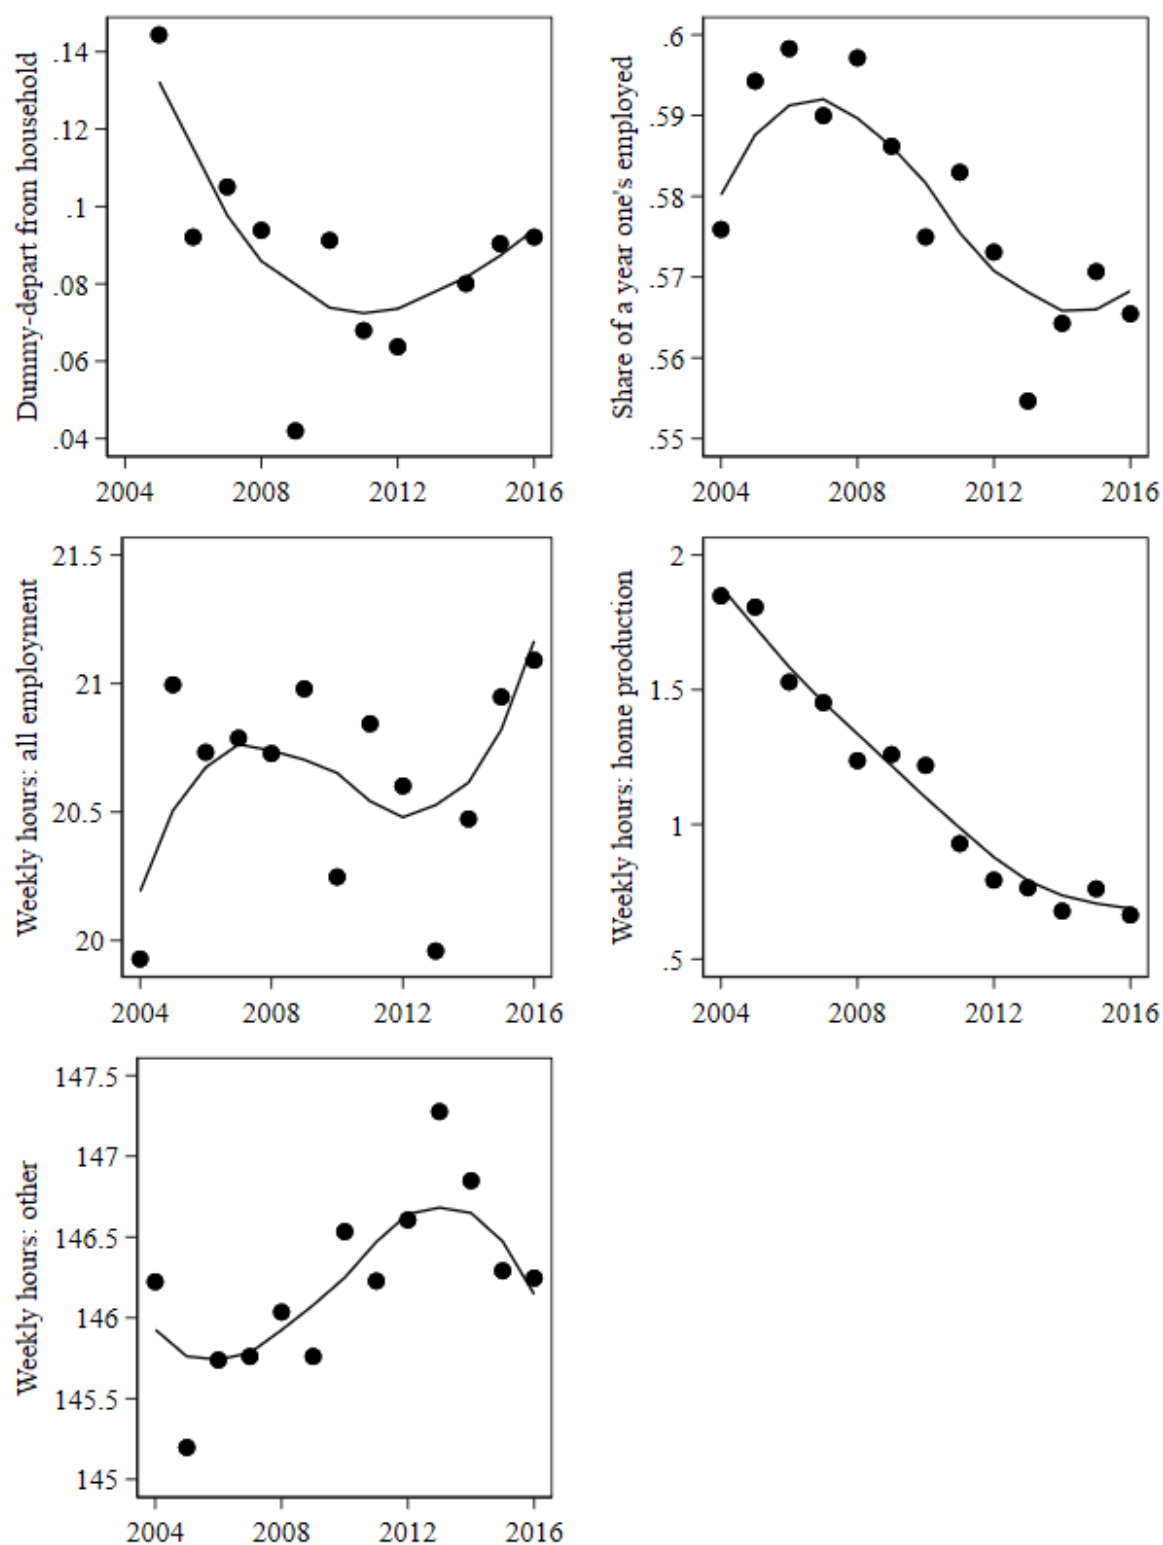 Dummy-depart from household
.14
.12
.1
.08
.06
.04
2004 2008 2012 2016
Share of a year one's employed
.6
.59
.58
.57
.56
.55
2004 2008 2012 2016
Weekly hours: all employment
21.5
21
20.5
20
2004 2008 2012 2016
Weekly hours: home production
2
1.5
1
.5
2004 2008 2012 2016
Weekly hours: other
147.5
147
146.5
146
145.5
145
2004 2008 2012 2016